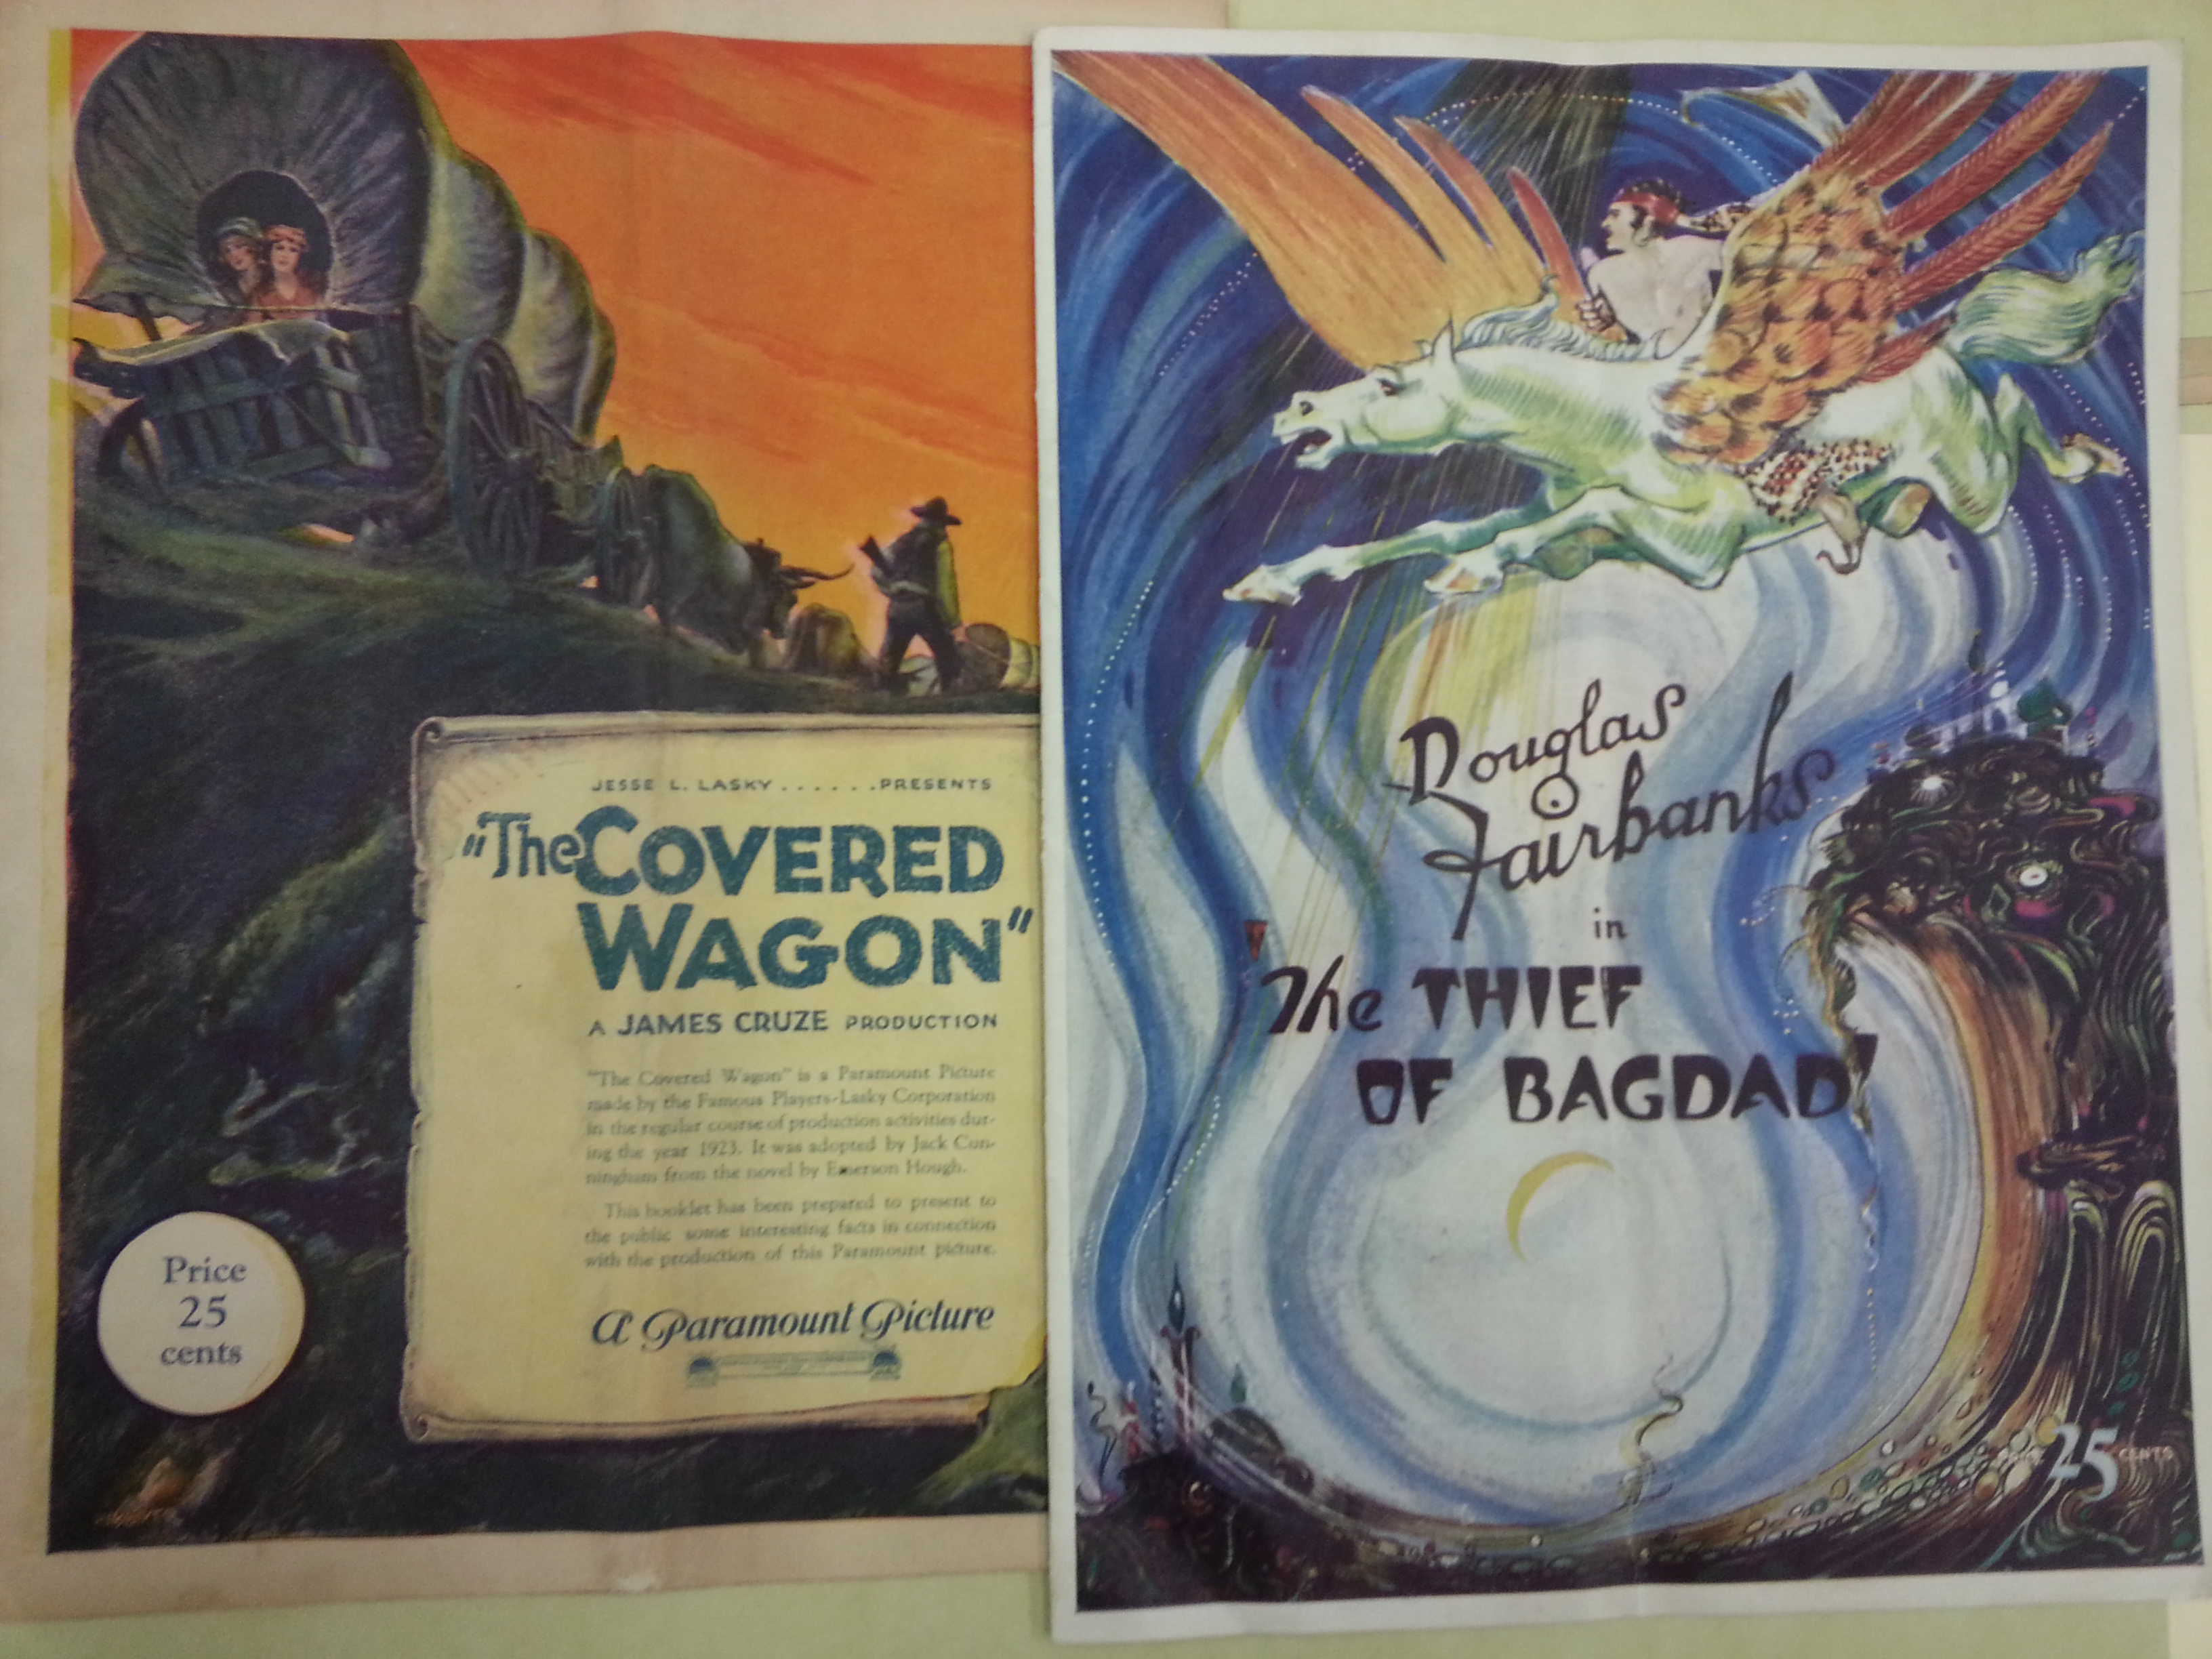 JESSE L. LASKY . . . . . . . PRESENTS
"The COVERED
WAGON"
A JAMES CRUZE PRODUCTION
"The Covered Wagon" is a Paramount Picture
made by the Famous Players-Lasky Corporation
in the regular course of production activities dur-
ing the year 1923. It was adopted by Jack Cun-
ningham from the novel by Emerson Hough.
This booklet has been prepared to present to
the public some interesting facts in connection
with the production of this Paramount picture.
A Paramount Picture
Price
25
cents
Douglas
Fairbanks
in
'The THIEF
OF BAGDAD'
25 CENTS